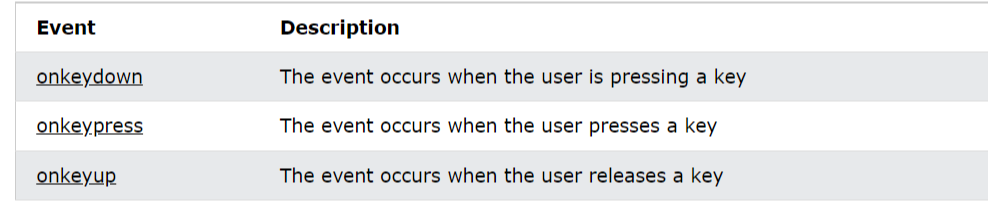 Event Description
onkeydown The event occurs when the user is pressing a key
onkeypress The event occurs when the user presses a key
onkeyup The event occurs when the user releases a key